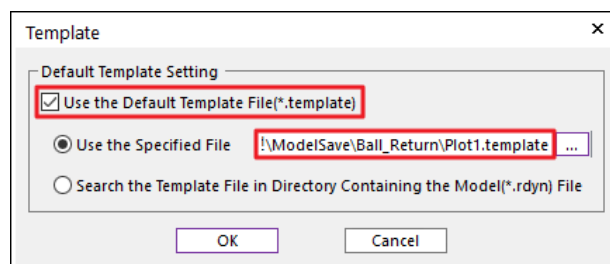 Template
Default Template Setting
Use the Default Template File(*.template)
Use the Specified File !\ModelSave\Ball_Return\Plot1.template ...
Search the Template File in Directory Containing the Model(*.rdyn) File
OK Cancel